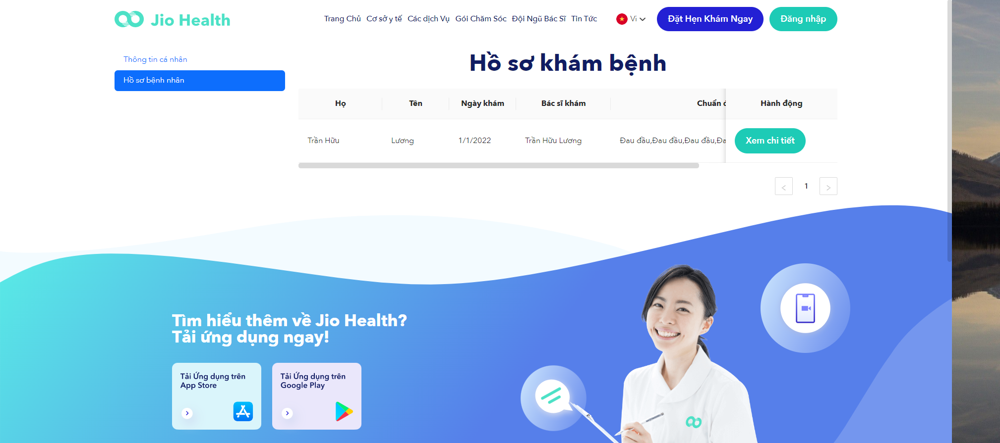 Jio Health
Trang Chủ Cơ sở y tế Các dịch Vụ Gói Chăm Sóc Đội Ngũ Bác Sĩ Tin Tức Vi Đặt Hẹn Khám Ngay Đăng nhập
Thông tin cá nhân
Hồ sơ bệnh nhân
Hồ sơ khám bệnh
Họ Tên Ngày khám Bác sĩ khám Chuẩn Hành động
Trần Hữu Lương 1/1/2022 Trần Hữu Lương Đau đầu,Đau đầu,Đau đầu,Đa Xem chi tiết
< 1 >
Tìm hiểu thêm về Jio Health?
Tải ứng dụng ngay!
Tải Ứng dụng trên
App Store
Tải Ứng dụng trên
Google Play